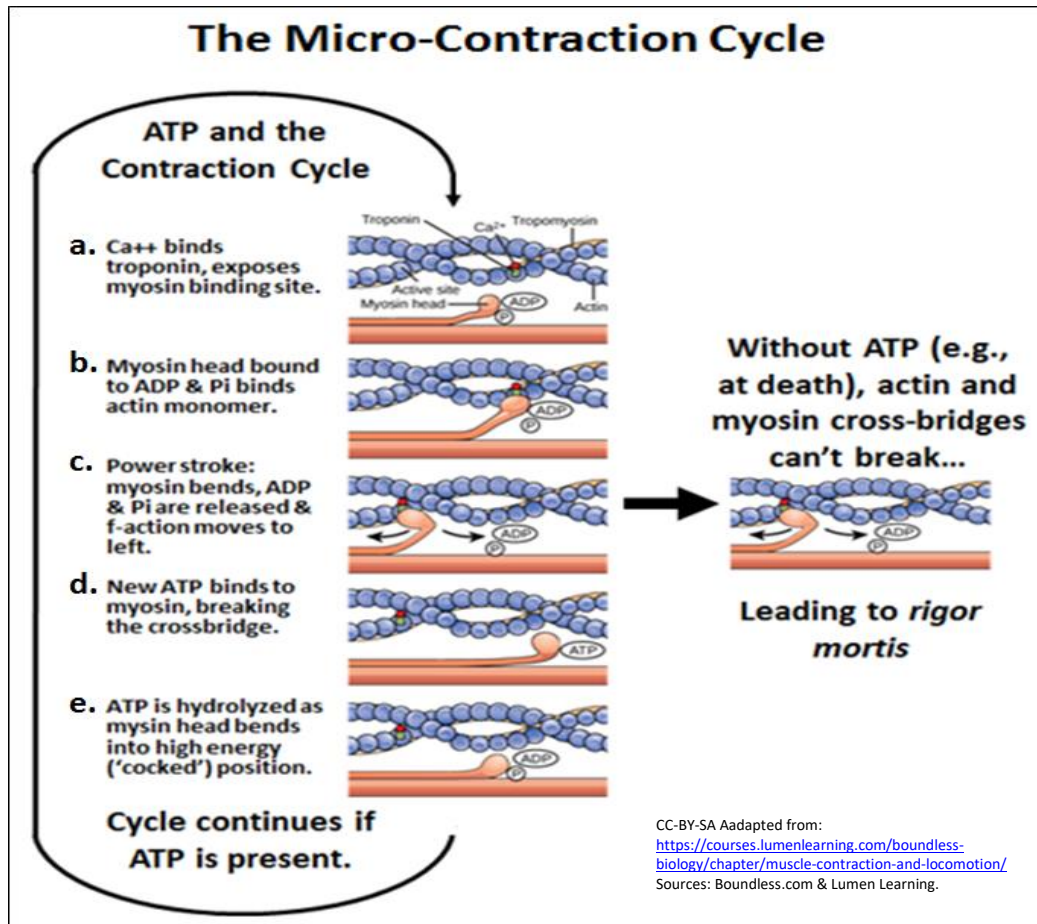 The Micro-Contraction Cycle
ATP and the
Contraction Cycle
a. Ca++ binds
troponin, exposes
myosin binding site.
Troponin
Ca2+
Tropomyosin
Active site
Myosin head
ADP
P
Actin
b. Myosin head bound
to ADP & Pi binds
actin monomer.
ADP
P
c. Power stroke:
myosin bends, ADP
& Pi are released &
f-action moves to
left.
ADP
P
d. New ATP binds to
myosin, breaking
the crossbridge.
ATP
e. ATP is hydrolyzed as
mysin head bends
into high energy
(‘cocked’) position.
ADP
P
Cycle continues if
ATP is present.
Without ATP (e.g.,
at death), actin and
myosin cross-bridges
can’t break…
ADP
P
Leading to rigor
mortis
CC-BY-SA Aadapted from:
https://courses.lumenlearning.com/boundless-
biology/chapter/muscle-contraction-and-locomotion/
Sources: Boundless.com & Lumen Learning.